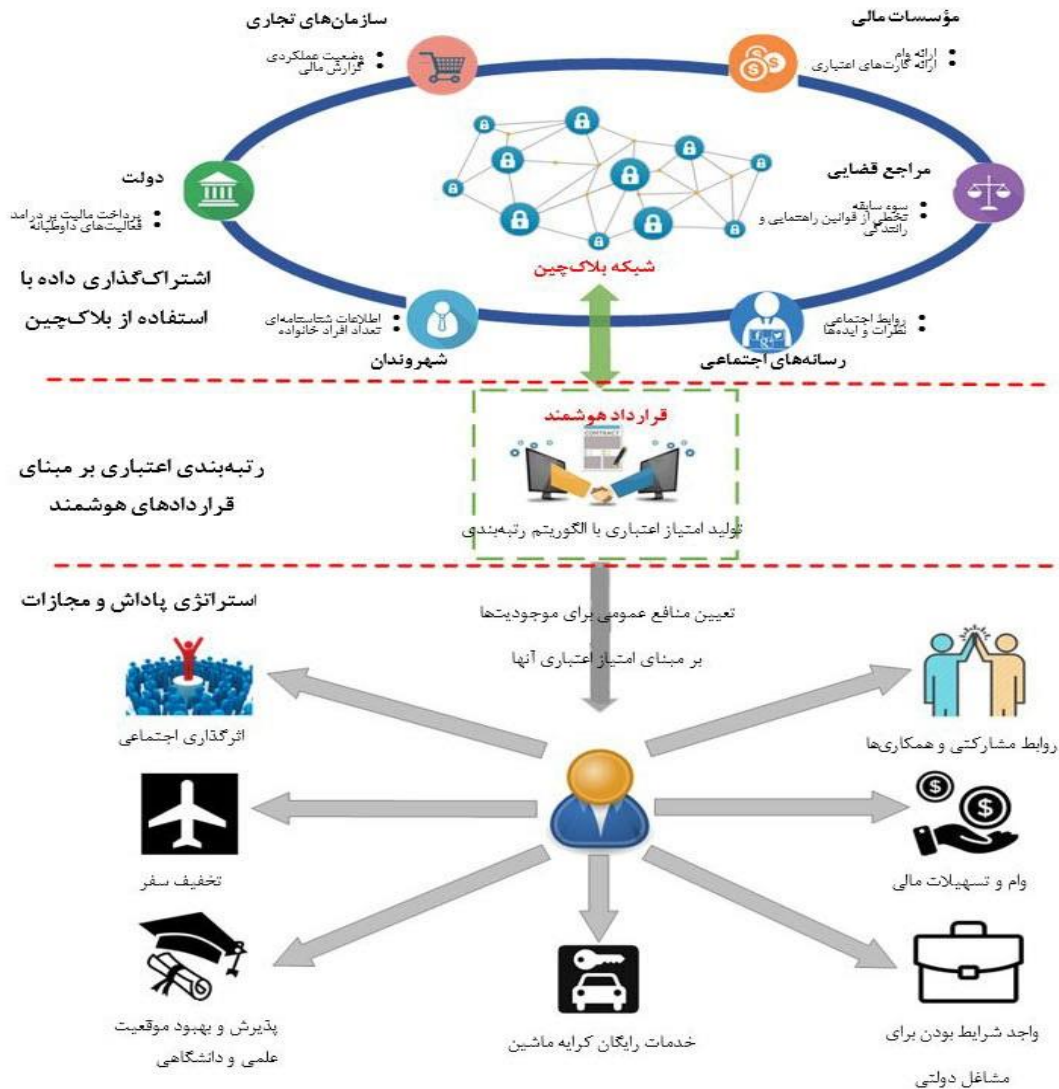 مؤسسات مالی
ارائه وام
ارائه کارت‌های اعتباری
سازمان‌های تجاری
وضعیت عملکردی
گزارش مالی
مراجع قضایی
سوء سابقه
تخطی از قوانین راهنمایی و
رانندگی
دولت
پرداخت مالیت بر درامد
فعالیت‌های داوطبانه
شبکه بلاک‌چین
اشتراک‌گذاری داده با
استفاده از بلاک‌چین
روابط اجتماعی
نظرات و ایده‌ها
رسانه‌های اجتماعی
اطلاعات شناسنامه‌ای
تعداد افراد خانواده
شهروندان
قرارداد هوشمند
CONTRACT
تولید امتیاز اعتباری با الگوریتم رتبه‌بندی
رتبه‌بندی اعتباری بر مبنای
قراردادهای هوشمند
استراتژی پاداش و مجازات
تعیین منافع عمومی برای موجودیت‌ها
بر مبنای امتیاز اعتباری آنها
روابط مشارکتی و همکاری‌ها
اثرگذاری اجتماعی
وام و تسهیلات مالی
تخفیف سفر
واجد شرایط بودن برای
مشاغل دولتی
خدمات رایگان کرایه ماشین
پذیرش و بهبود موقعیت
علمی و دانشگاهی